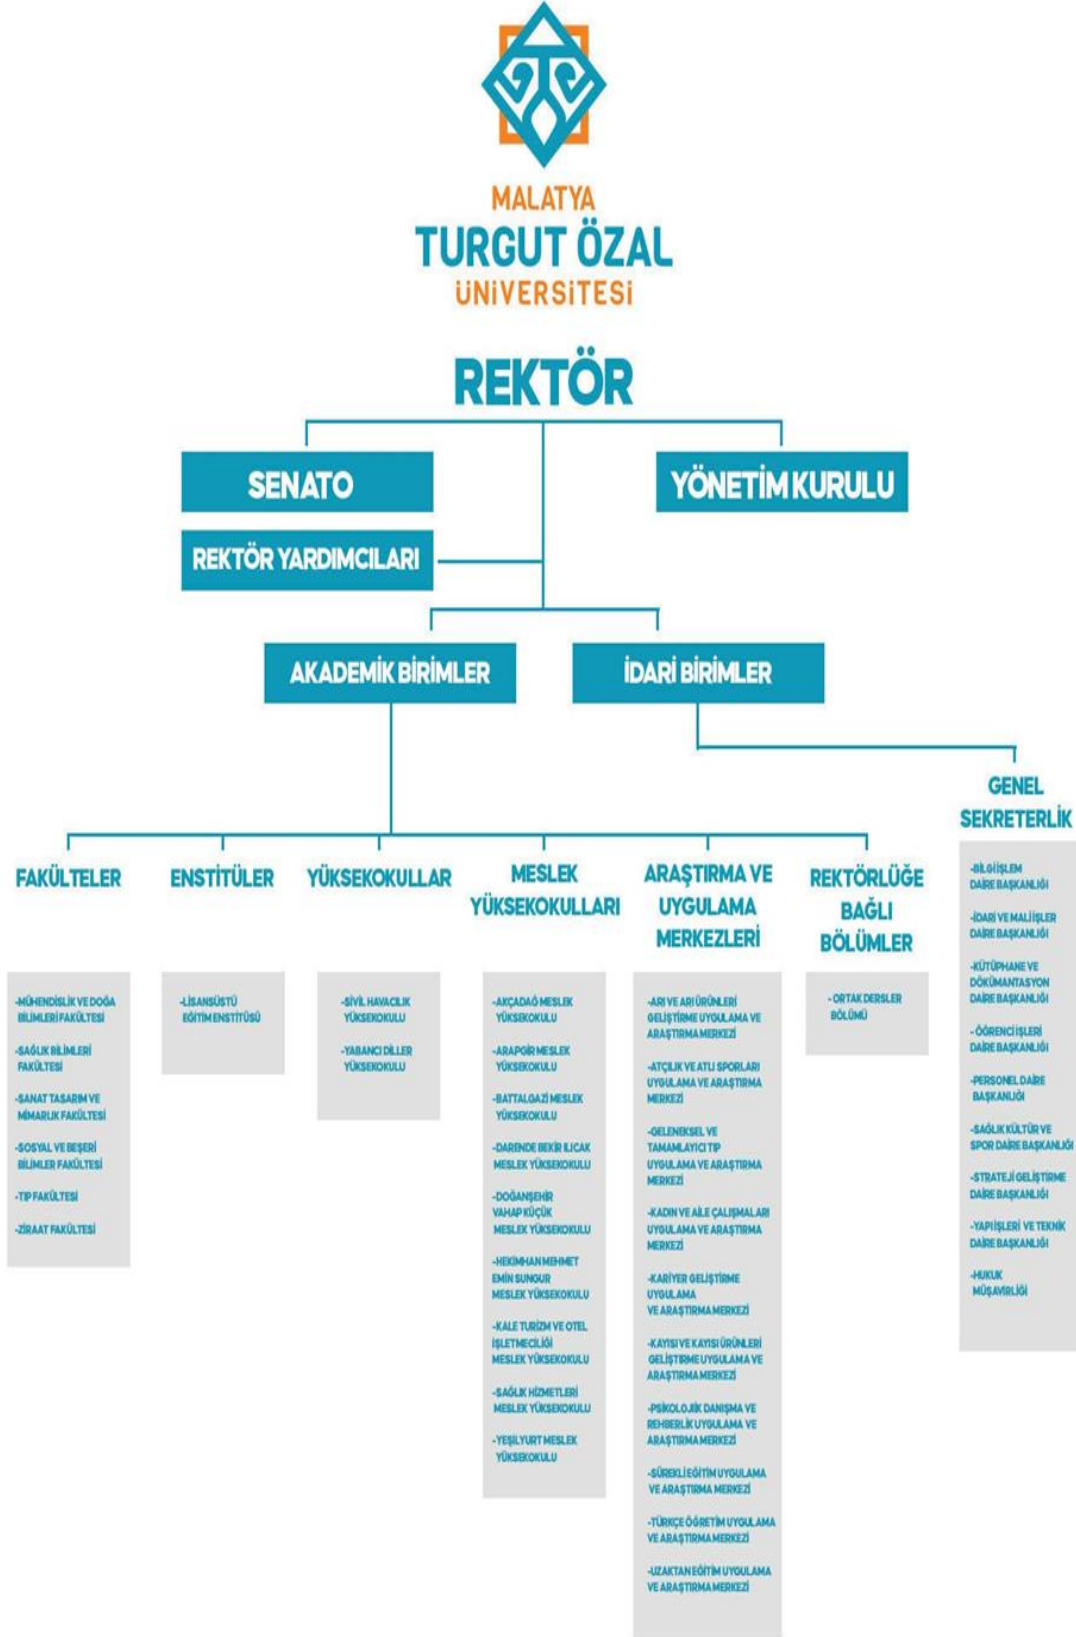 MALATYA
TURGUT ÖZAL
ÜNİVERSİTESİ
REKTÖR
SENATO
YÖNETİM KURULU
REKTÖR YARDIMCILARI
AKADEMİK BİRİMLER
İDARİ BİRİMLER
GENEL
SEKRETERLİK
-BİLGİ İŞLEM
DAİRE BAŞKANLIĞI
-İDARİ VE MALİ İŞLER
DAİRE BAŞKANLIĞI
-KÜTÜPHANE VE
DÖKÜMANTASYON
DAİRE BAŞKANLIĞI
- ÖĞRENCİ İŞLERİ
DAİRE BAŞKANLIĞI
-PERSONEL DAİRE
BAŞKANLIĞI
-SAĞLIK KÜLTÜR VE
SPOR DAİRE BAŞKANLIĞI
-STRATEJİ GELİŞTİRME
DAİRE BAŞKANLIĞI
-YAPI İŞLERİ VE TEKNİK
DAİRE BAŞKANLIĞI
-HUKUK
MÜŞAVİRLİĞİ
FAKÜLTELER
-MÜHENDİSLİK VE DOĞA
BİLİMLERİ FAKÜLTESİ
-SAĞLIK BİLİMLERİ
FAKÜLTESİ
-SANAT TASARIM VE
MİMARLIK FAKÜLTESİ
-SOSYAL VE BEŞERİ
BİLİMLER FAKÜLTESİ
-TIP FAKÜLTESİ
-ZİRAAT FAKÜLTESİ
ENSTİTÜLER
-LİSANSÜSTÜ
EĞİTİM ENSTİTÜSÜ
YÜKSEKOKULLAR
-SİVİL HAVACILIK
YÜKSEKOKULU
-YABANCI DİLLER
YÜKSEKOKULU
MESLEK
YÜKSEKOKULLARI
-AKÇADAĞ MESLEK
YÜKSEKOKULU
-ARAPGİR MESLEK
YÜKSEKOKULU
-BATTALGAZİ MESLEK
YÜKSEKOKULU
-DARENDE BEKİR ILICAK
MESLEK YÜKSEKOKULU
-DOĞANŞEHİR
VAHAP KÜÇÜK
MESLEK YÜKSEKOKULU
-HEKİMHAN MEHMET
EMİN SUNGUR
MESLEK YÜKSEKOKULU
-KALE TURİZM VE OTEL
İŞLETMECİLİĞİ
MESLEK YÜKSEKOKULU
-SAĞLIK HİZMETLERİ
MESLEK YÜKSEKOKULU
-YEŞİLYURT MESLEK
YÜKSEKOKULU
ARAŞTIRMA VE
UYGULAMA
MERKEZLERİ
-ARI VE ARI ÜRÜNLERİ
GELİŞTİRME UYGULAMA VE
ARAŞTIRMA MERKEZİ
-ATÇILIK VE ATLI SPORLARI
UYGULAMA VE ARAŞTIRMA
MERKEZİ
-GELENEKSEL VE
TAMAMLAYICI TIP
UYGULAMA VE ARAŞTIRMA
MERKEZİ
-KADIN VE AİLE ÇALIŞMALARI
UYGULAMA VE ARAŞTIRMA
MERKEZİ
-KARİYER GELİŞTİRME
UYGULAMA
VE ARAŞTIRMA MERKEZİ
-KAYISI VE KAYISI ÜRÜNLERİ
GELİŞTİRME UYGULAMA VE
ARAŞTIRMA MERKEZİ
-PSİKOLOJİK DANIŞMA VE
REHBERLİK UYGULAMA VE
ARAŞTIRMA MERKEZİ
-SÜREKLİ EĞİTİM UYGULAMA
VE ARAŞTIRMA MERKEZİ
-TÜRKÇE ÖĞRETİM UYGULAMA
VE ARAŞTIRMA MERKEZİ
-UZAKTAN EĞİTİM UYGULAMA
VE ARAŞTIRMA MERKEZİ
REKTÖRLÜĞE
BAĞLI
BÖLÜMLER
- ORTAK DERSLER
BÖLÜMÜ